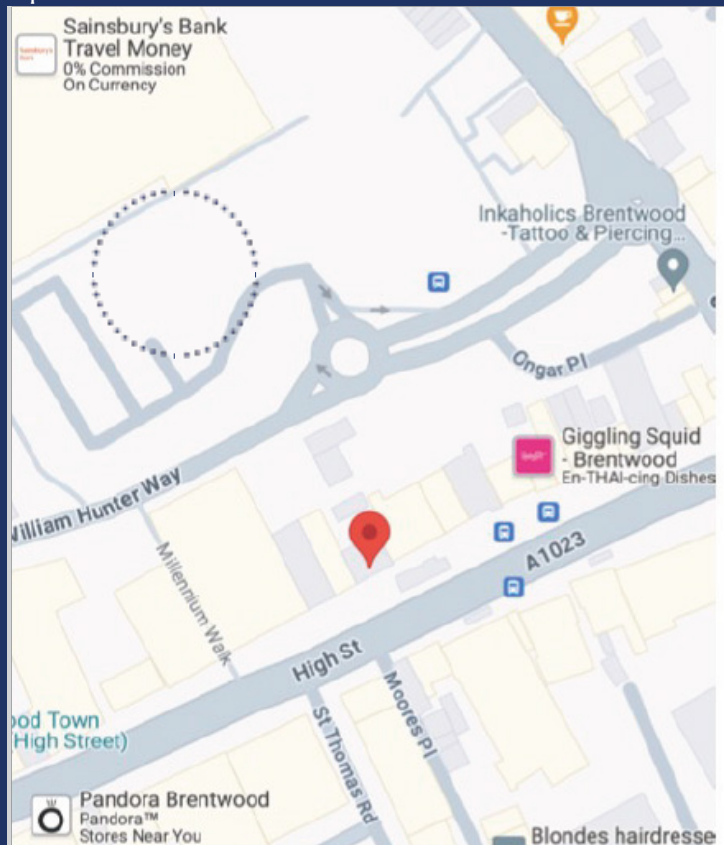 Sainsbury's Bank
Travel Money
0% Commission
On Currency
Inkaholics Brentwood
-Tattoo & Piercing...
Ongar Pl
Giggling Squid
- Brentwood
En-THAI-cing Dishes
William Hunter Way
A1023
Millennium Walk
High St
Moores Pl
St Thomas Rd
ood Town
(High Street)
Pandora Brentwood
Pandora™
Stores Near You
Blondes hairdresse